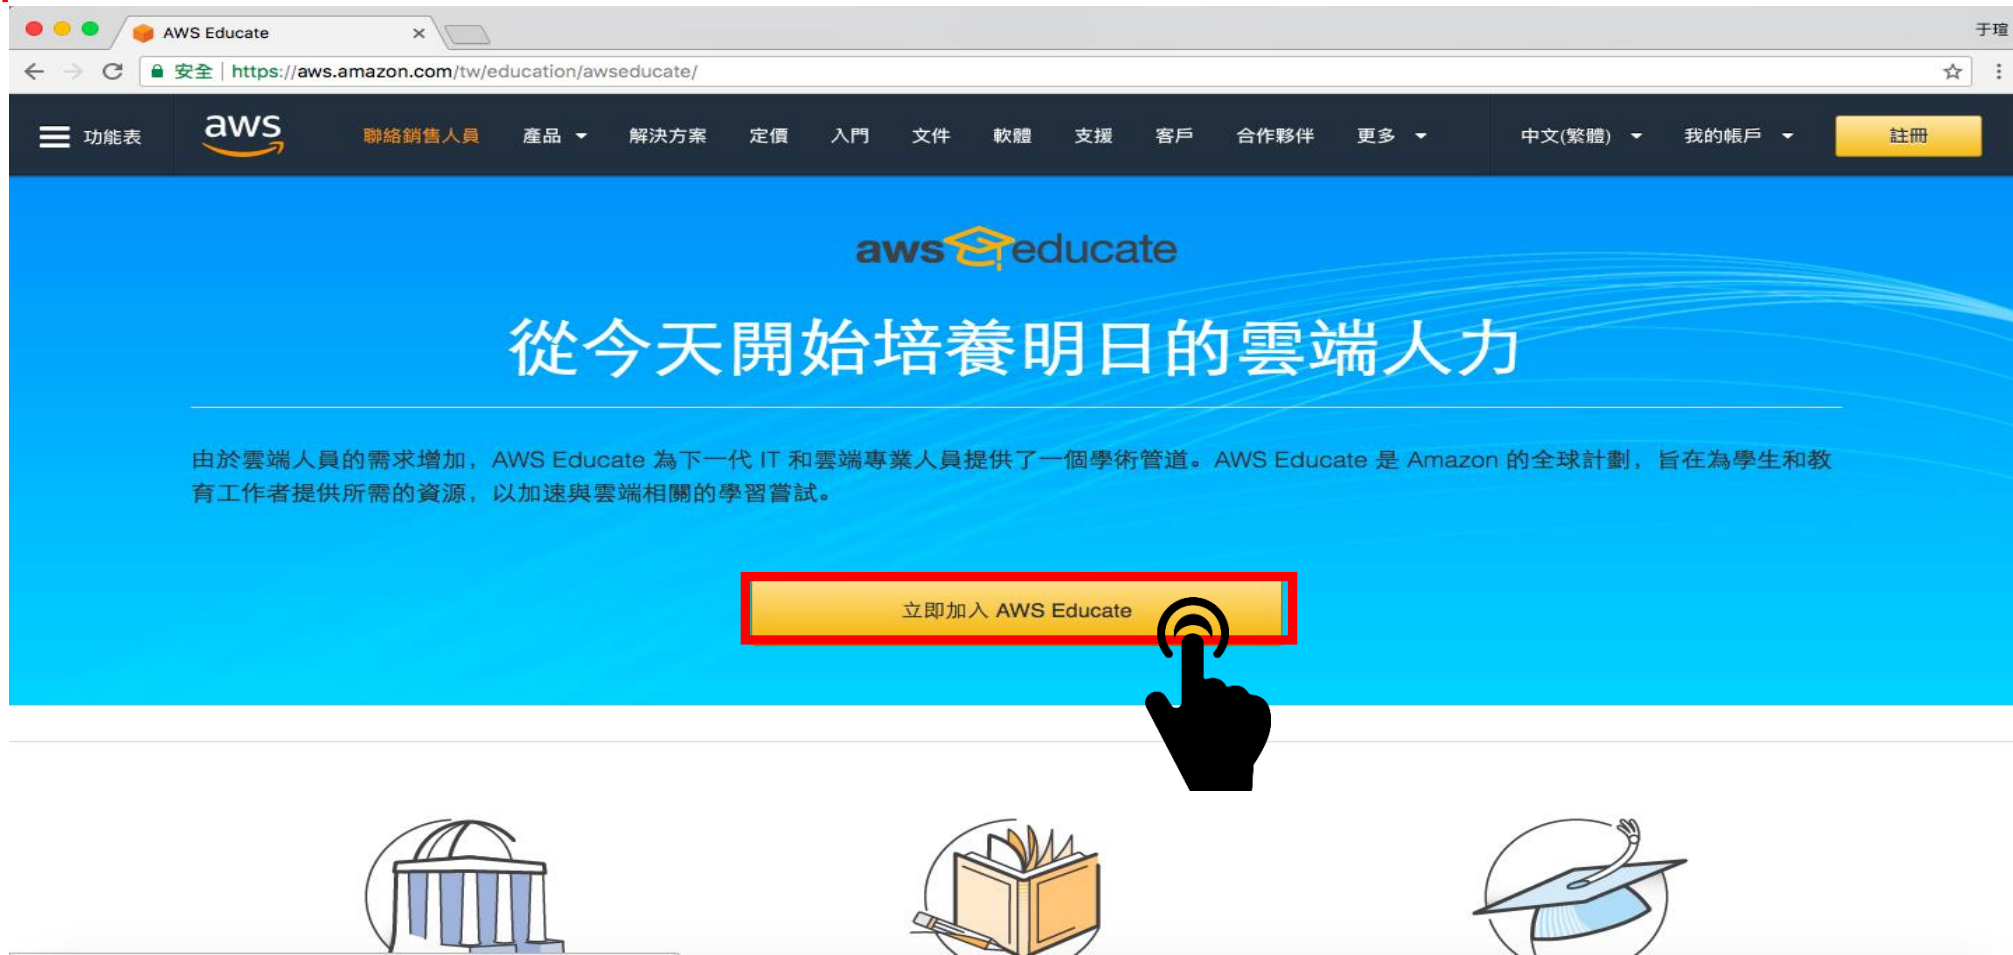 AWS Educate
于瑄
安全 | https://aws.amazon.com/tw/education/awseducate/
功能表 aws 聯絡銷售人員 產品 解決方案 定價 入門 文件 軟體 支援 客戶 合作夥伴 更多 中文(繁體) 我的帳戶 註冊
aws educate
從今天開始培養明日的雲端人力
由於雲端人員的需求增加，AWS Educate 為下一代 IT 和雲端專業人員提供了一個學術管道。AWS Educate 是 Amazon 的全球計劃，旨在為學生和教
育工作者提供所需的資源，以加速與雲端相關的學習嘗試。
立即加入 AWS Educate